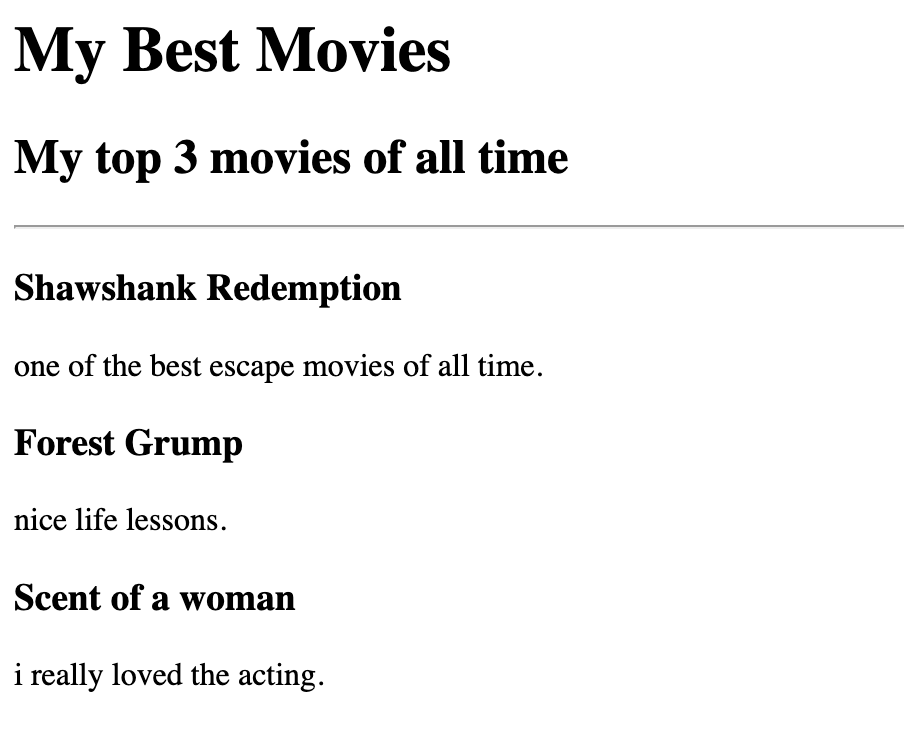 My Best Movies
My top 3 movies of all time
Shawshank Redemption
one of the best escape movies of all time.
Forest Grump
nice life lessons.
Scent of a woman
i really loved the acting.